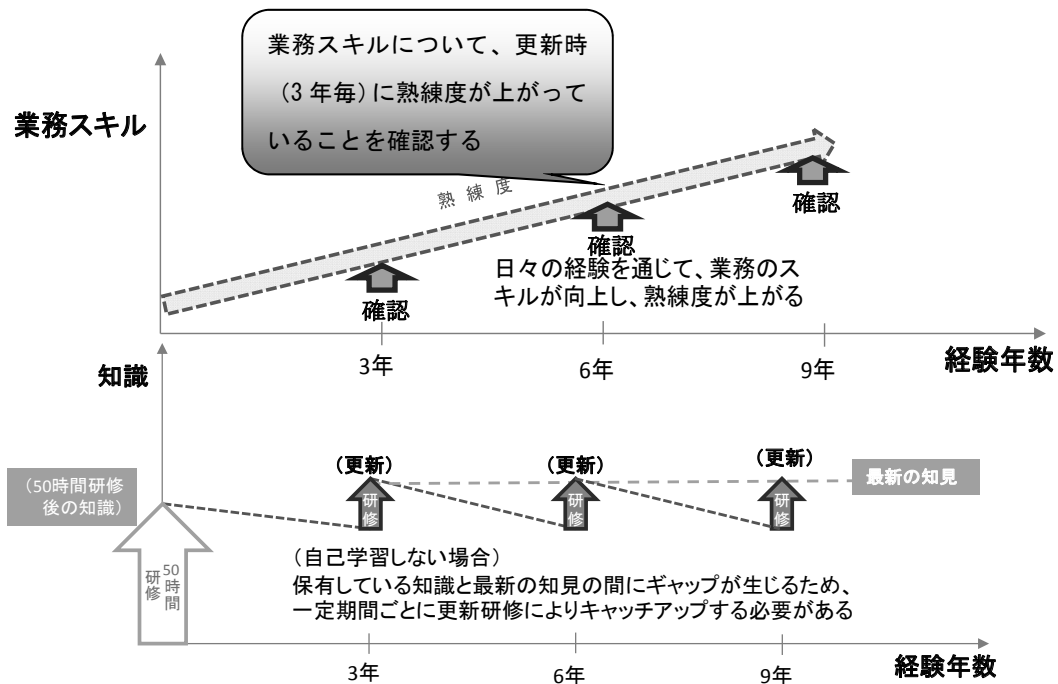 業務スキルについて、更新時
(3 年毎)に熟練度が上がって
いることを確認する
業務スキル
熟練度
確認
確認
確認
日々の経験を通じて、業務のス
キルが向上し、熟練度が上がる
3年
6年
9年
経験年数
知識
(50時間研修
後の知識)
(更新)
(更新)
(更新)
最新の知見
研修
研修
研修
50時間
研修
(自己学習しない場合)
保有している知識と最新の知見の間にギャップが生じるため、
一定期間ごとに更新研修によりキャッチアップする必要がある
3年
6年
9年
経験年数